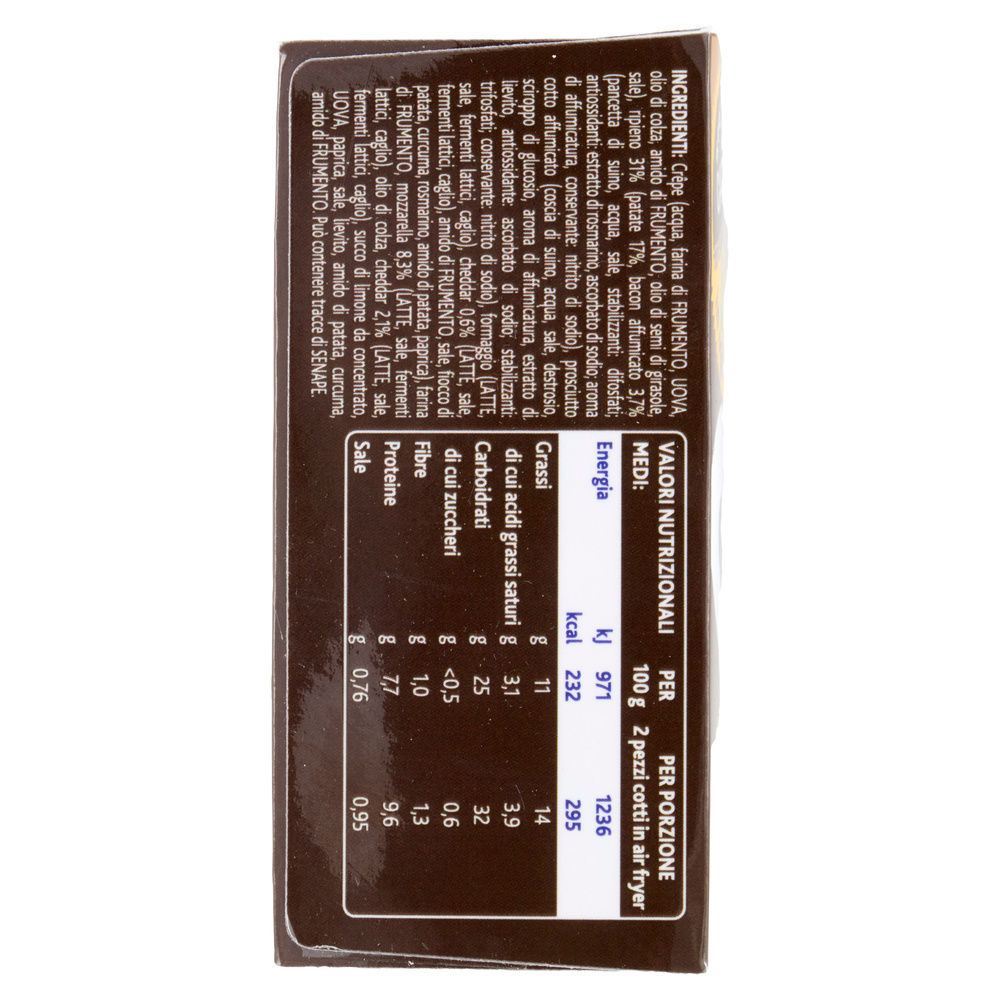 INGREDIENTI: Crêpe (acqua, farina di FRUMENTO, UOVA,
olio di colza, amido di FRUMENTO, olio di semi di girasole,
sale), ripieno 31% (patate 17%, bacon affumicato 3,7%
(pancetta di suino, acqua, sale, stabilizzanti: difosfati;
antiossidanti: estratto di rosmarino, ascorbato di sodio, aroma
di affumicatura, conservante: nitrito di sodio), prosciutto
cotto affumicato (coscia di suino, acqua, sale, destrosio,
sciroppo di glucosio, aroma di affumicatura, estratto di
lievito, antiossidante: ascorbato di sodio; stabilizzanti:
trifosfati; conservante: nitrito di sodio), formaggio (LATTE,
sale, fermenti lattici, caglio), cheddar 0,6% (LATTE, sale,
fermenti lattici, caglio), amido di FRUMENTO, sale, fiocco di
patata, curcuma, rosmarino, amido di patata, paprica), farina
di FRUMENTO, mozzarella 8,3% (LATTE, sale, fermenti
lattici, caglio), olio di colza, cheddar 2,1% (LATTE, sale,
fermenti lattici, caglio), succo di limone da concentrato,
UOVA, paprica, sale, lievito, amido di patata, curcuma,
amido di FRUMENTO. Può contenere tracce di SENAPE.
VALORI NUTRIZIONALI PER PER PORZIONE
MEDI: 100 g 2 pezzi cotti in air fryer
Energia kJ 971 1236
kcal 232 295
Grassi g 11 14
di cui acidi grassi saturi g 3,1 3,9
Carboidrati g 25 32
di cui zuccheri g <0,5 0,6
Fibre g 1,0 1,3
Proteine g 7,7 9,6
Sale g 0,76 0,95